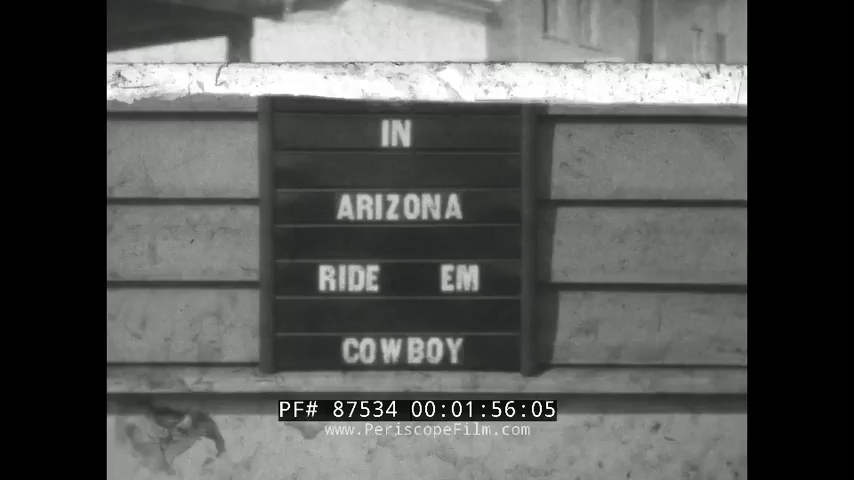 IN
ARIZONA
RIDE EM
COWBOY
PF# 87534 00:01:56:05
www.PeriscopeFilm.com